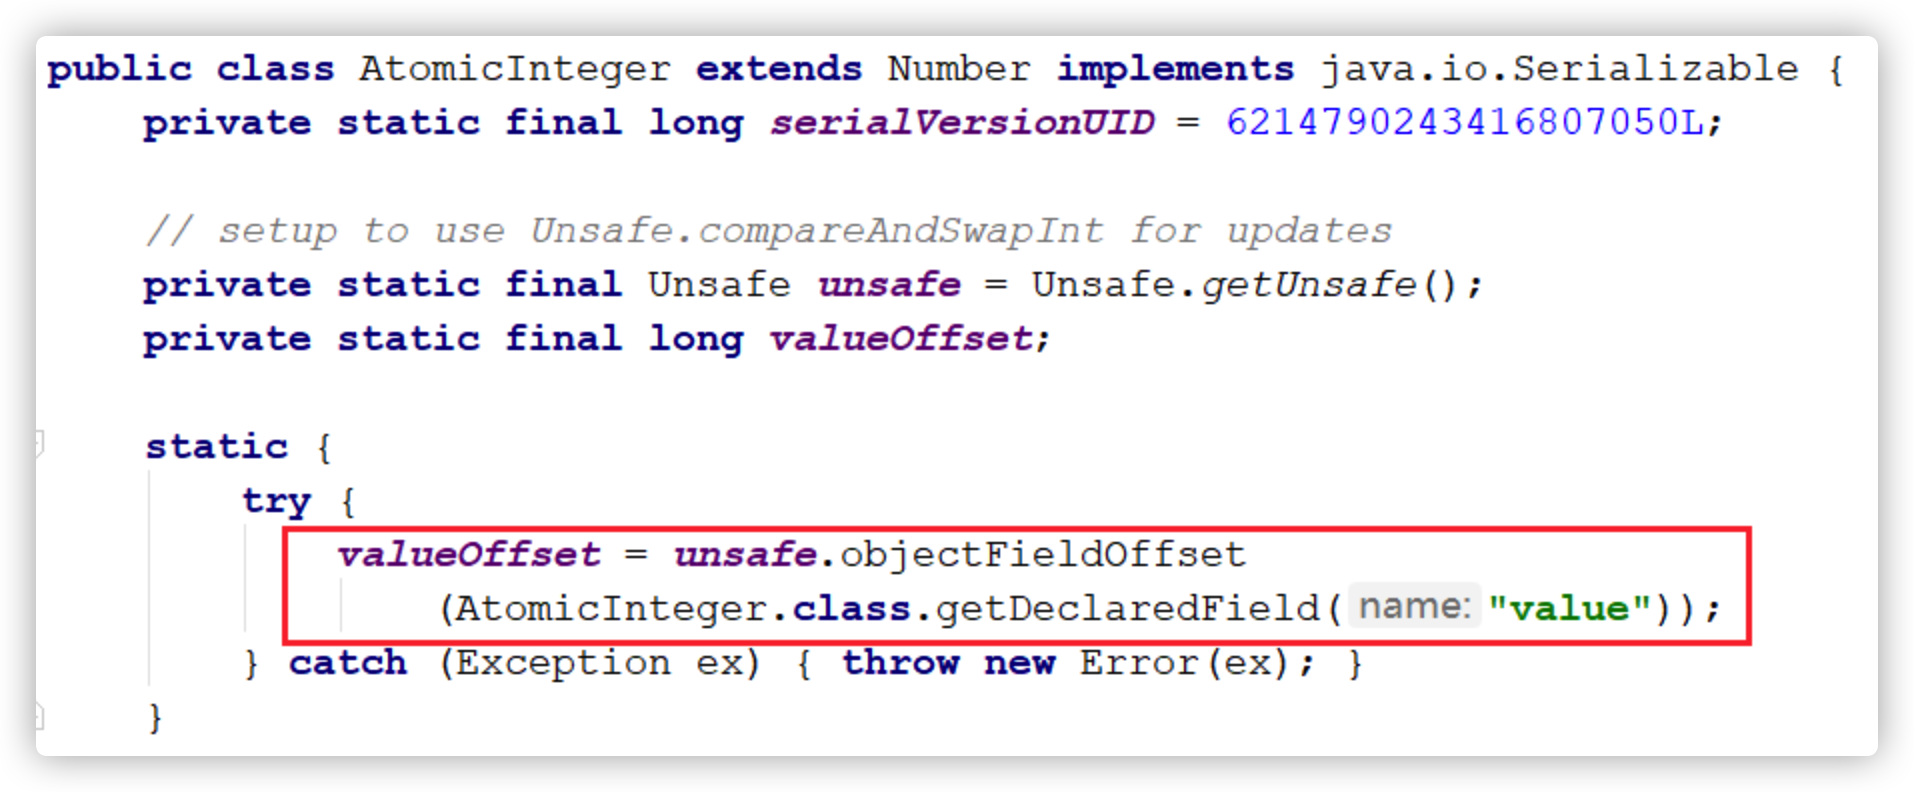 public class AtomicInteger extends Number implements java.io.Serializable {
private static final long serialVersionUID = 6214790243416807050L;
// setup to use Unsafe.compareAndSwapInt for updates
private static final Unsafe unsafe = Unsafe.getUnsafe();
private static final long valueOffset;
static {
try {
valueOffset = unsafe.objectFieldOffset
(AtomicInteger.class.getDeclaredField( name: "value"));
} catch (Exception ex) { throw new Error(ex); }
}